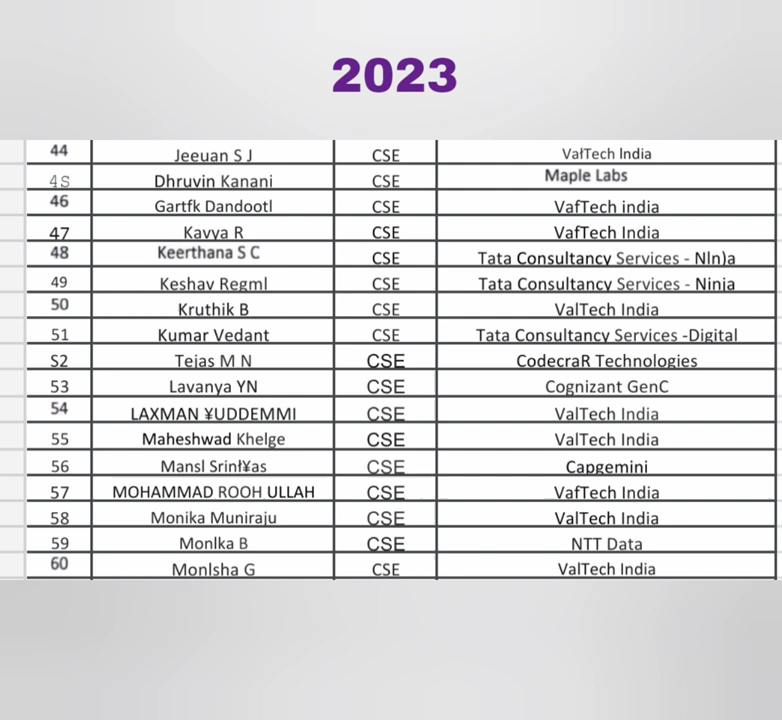 2023
44 Jeeuan S J CSE VałTech India
4S Dhruvin Kanani CSE Maple Labs
46 Gartfk Dandootl CSE VafTech india
47 Kavya R CSE VafTech India
48 Keerthana S C CSE Tata Consultancy Services - Nln)a
49 Keshav Regml CSE Tata Consultancy Services - Ninja
50 Kruthik B CSE ValTech India
51 Kumar Vedant CSE Tata Consultancy Services -Digital
S2 Tejas M N CSE CodecraR Technologies
53 Lavanya YN CSE Cognizant GenC
54 LAXMAN ¥UDDEMMI CSE ValTech India
55 Maheshwad Khelge CSE ValTech India
56 Mansl Srinł¥as CSE Capgemini
57 MOHAMMAD ROOH ULLAH CSE VafTech India
58 Monika Muniraju CSE ValTech India
59 Monlka B CSE NTT Data
60 Monlsha G CSE ValTech India